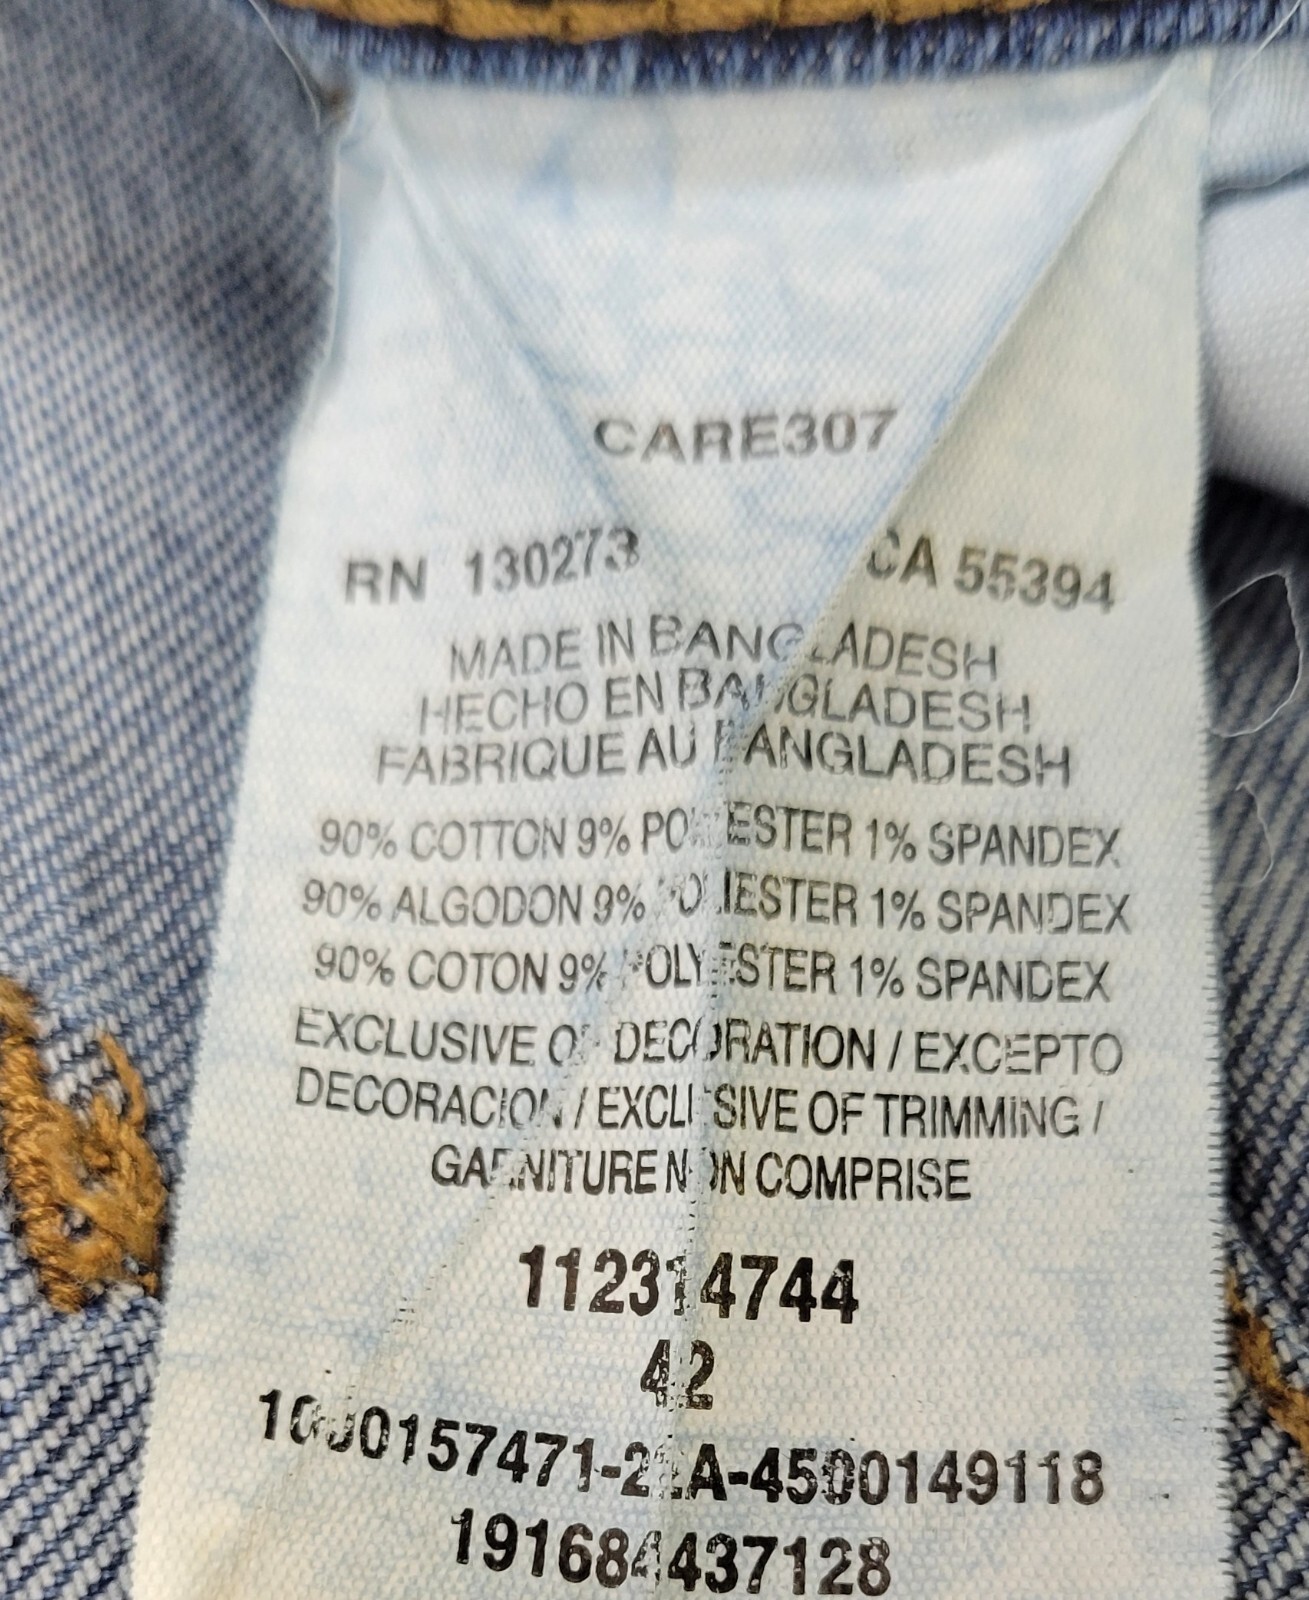 CARE307
RN 130273 CA 55394
MADE IN BANGLADESH
HECHO EN BANGLADESH
FABRIQUE AU BANGLADESH
90% COTTON 9% POLYESTER 1% SPANDEX
90% ALGODON 9% POLIESTER 1% SPANDEX
90% COTON 9% POLYESTER 1% SPANDEX
EXCLUSIVE OF DECORATION / EXCEPTO
DECORACION / EXCLUSIVE OF TRIMMING /
GARNITURE NON COMPRISE
112314744
42
191684437128